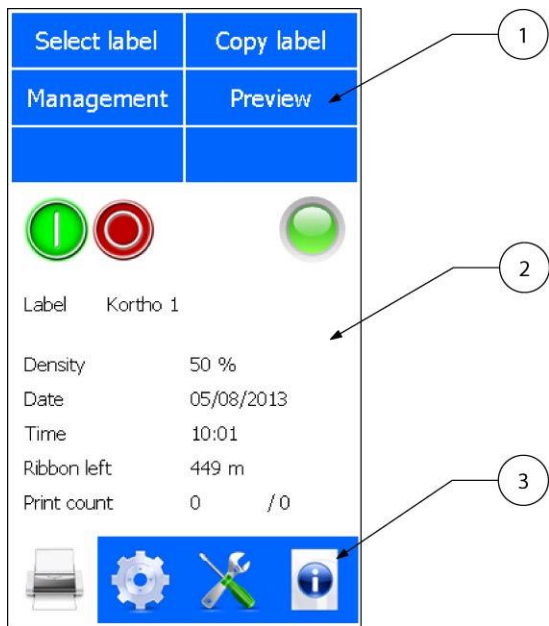 Select label Copy label
1
Management Preview
2
Label Kortho 1
Density 50 %
Date 05/08/2013
Time 10:01
Ribbon left 449 m
3
Print count 0 / 0
i